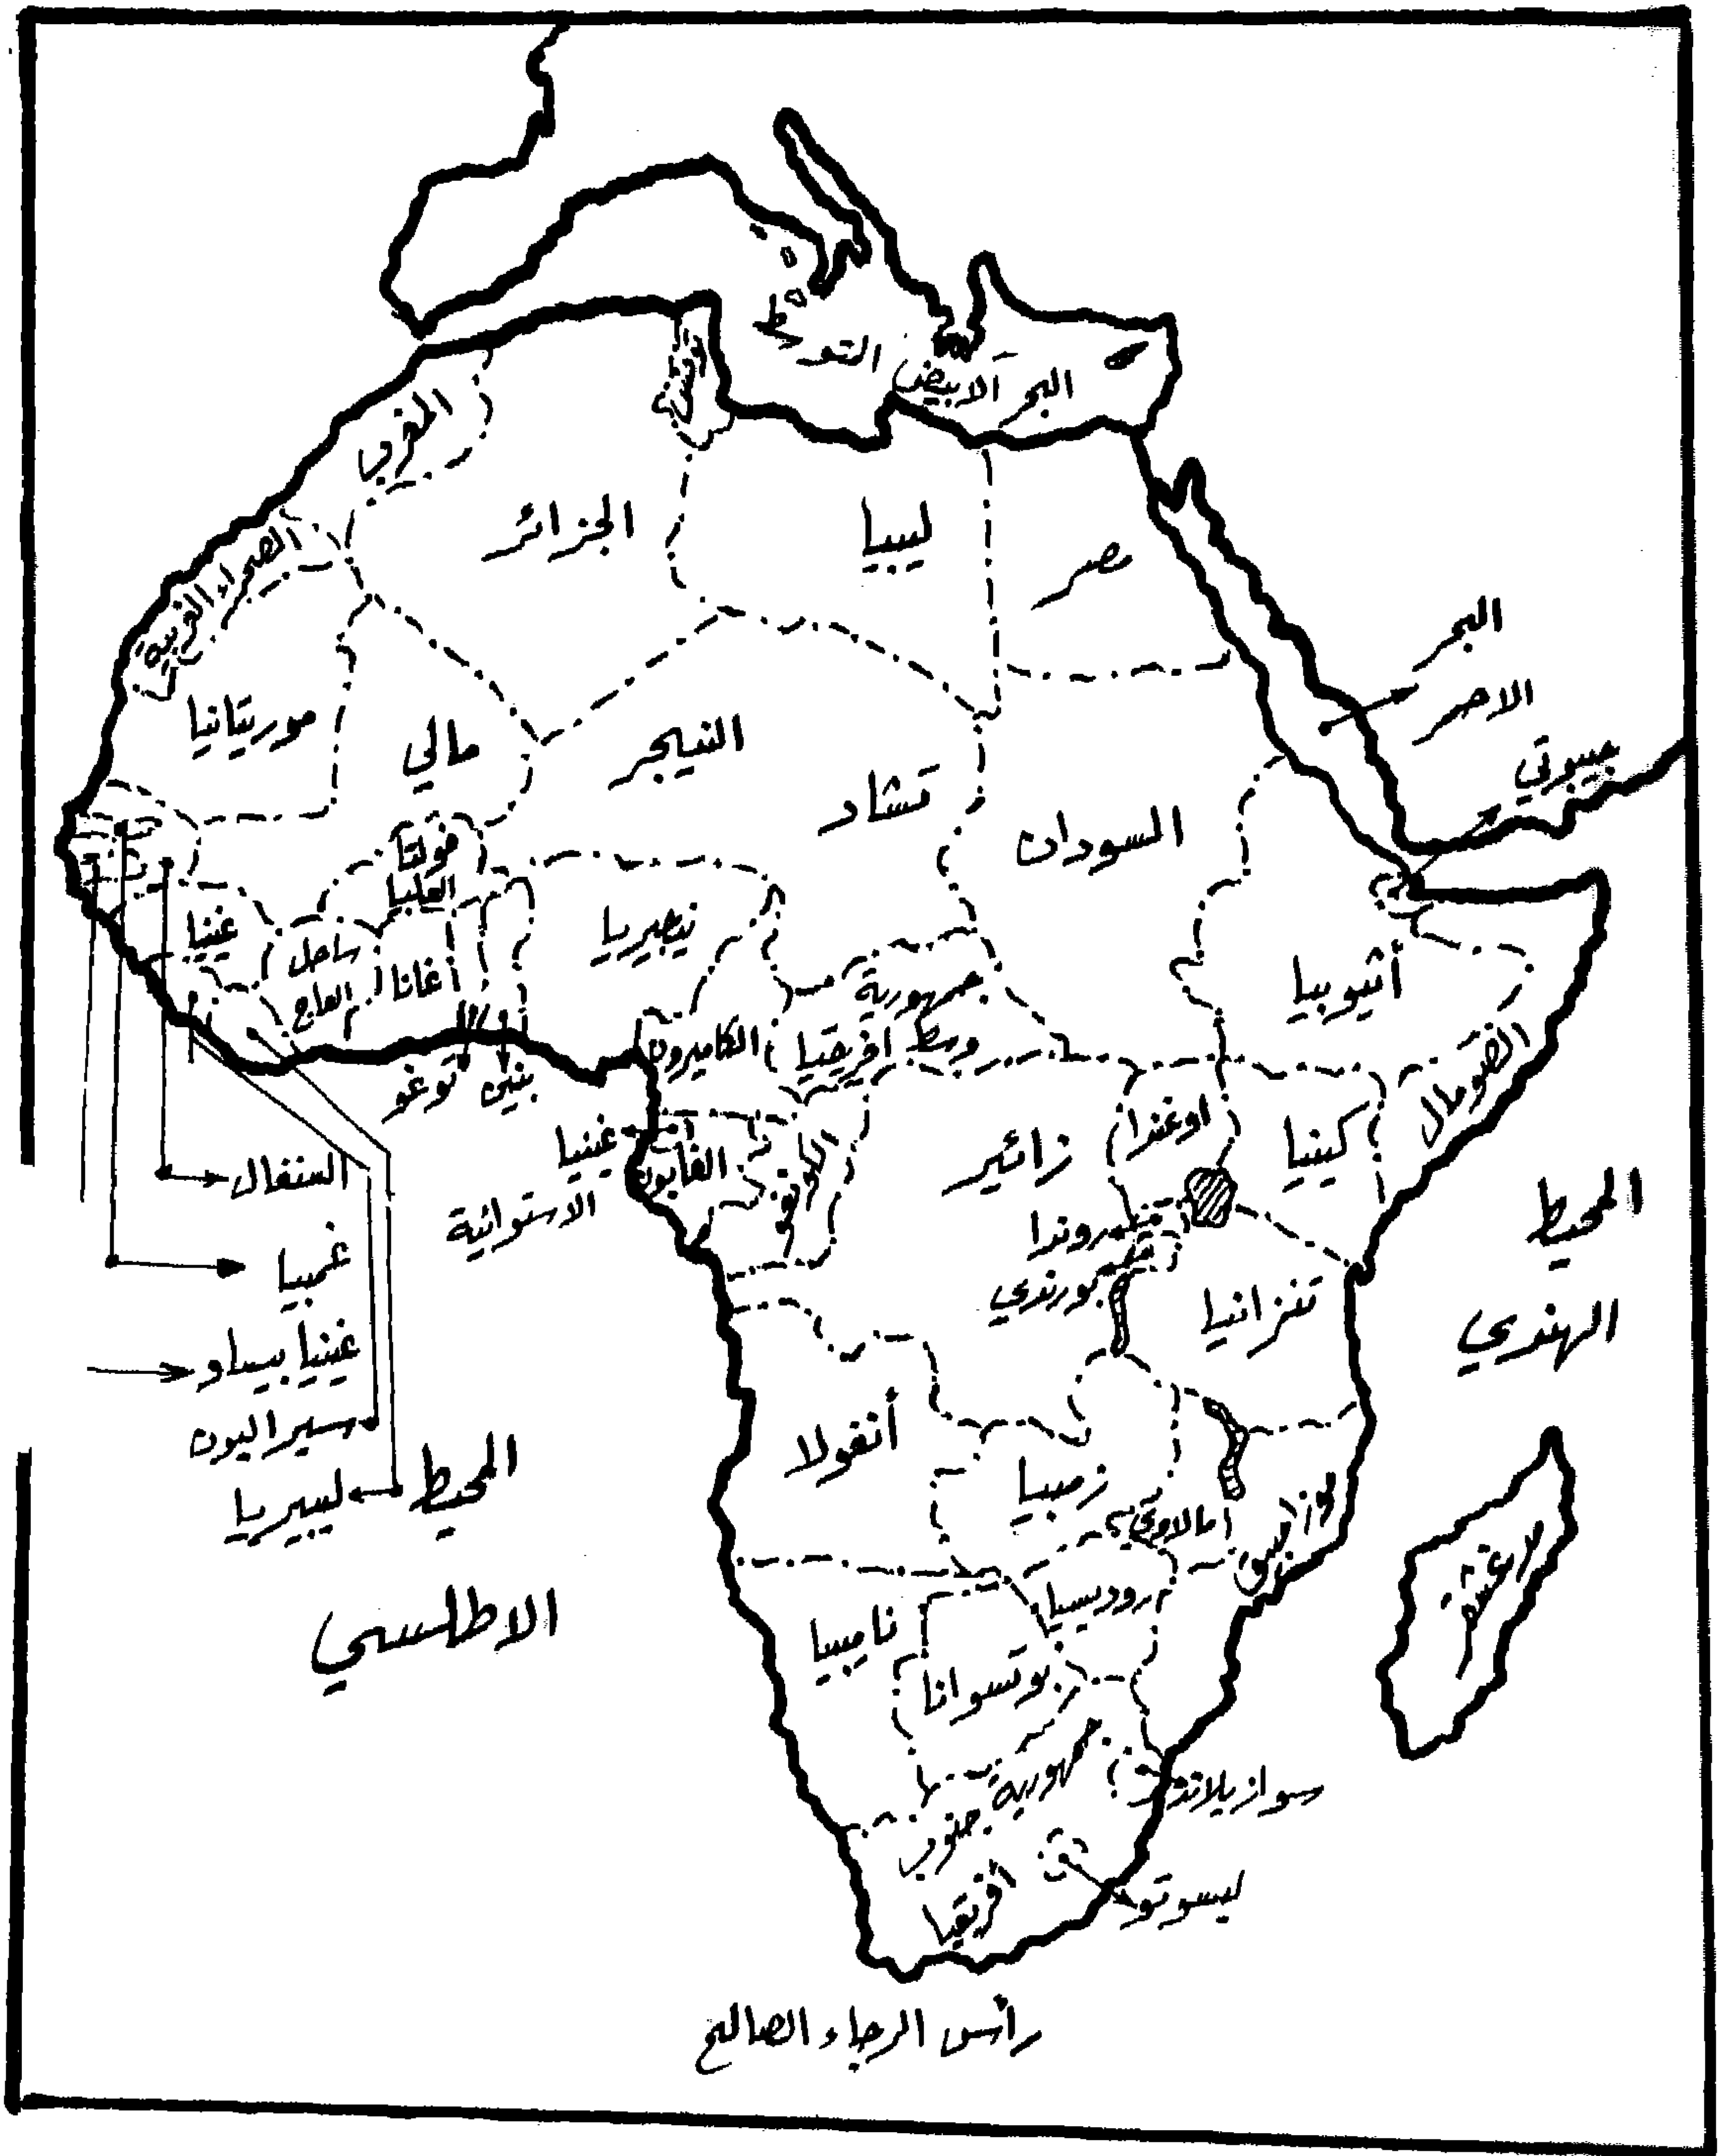 البحر الابيض المتوسط
المغرب
تونس
الجزائر
ليبيا
مصر
الصحراء الغربية
البحر
الاحمر
موريتانيا
مالي
النيجر
تشاد
السودان
جيبوتي
فولتا
العليا
غينيا
ساحل
العاج
غانا
نيجيريا
جمهورية
وسط افريقيا
أثيوبيا
الصومال
الكاميرون
توغو
بنين
غينيا
الاستوائية
الغابون
الكونغو
زائير
اوغندا
كينيا
السنغال
غمبيا
غينيا بيساو
سيراليون
ليبيريا
روندا
بورندي
تنزانيا
المحيط
الهندي
المحيط
الاطلسي
أنغولا
زمبيا
مالاوي
موزانبيق
مدغشقر
روديسيا
ناميبيا
بوتسوانا
جمهورية
جنوب
افريقيا
سوازيلاند
ليسوتو
رأس الرجاء الصالح